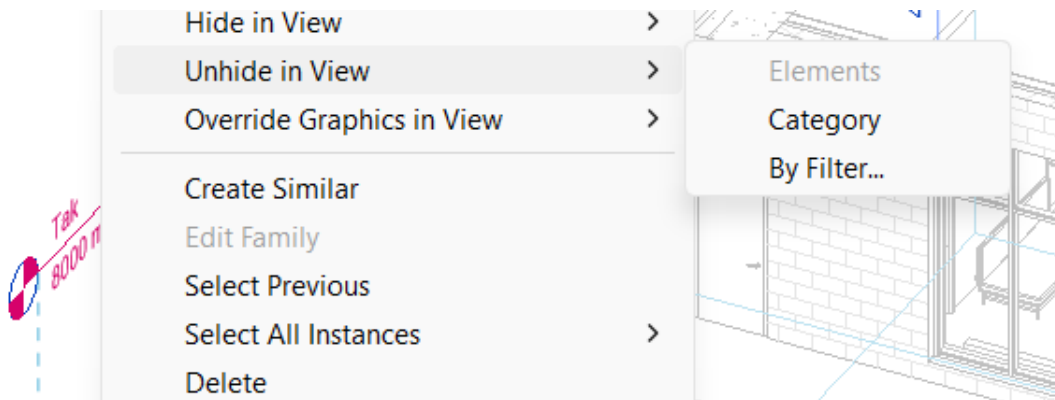 Hide in View
Unhide in View
Elements
Override Graphics in View
Category
By Filter...
Create Similar
Tak
8000
Edit Family
Select Previous
Select All Instances
Delete